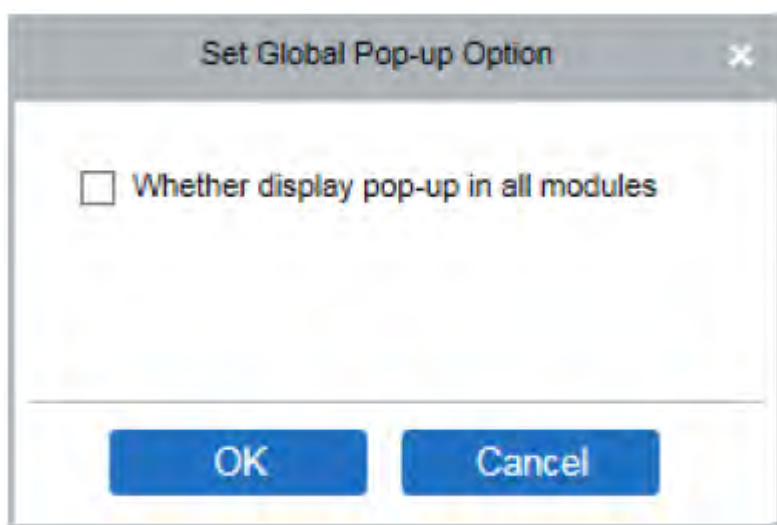 Set Global Pop-up Option
Whether display pop-up in all modules
OK Cancel